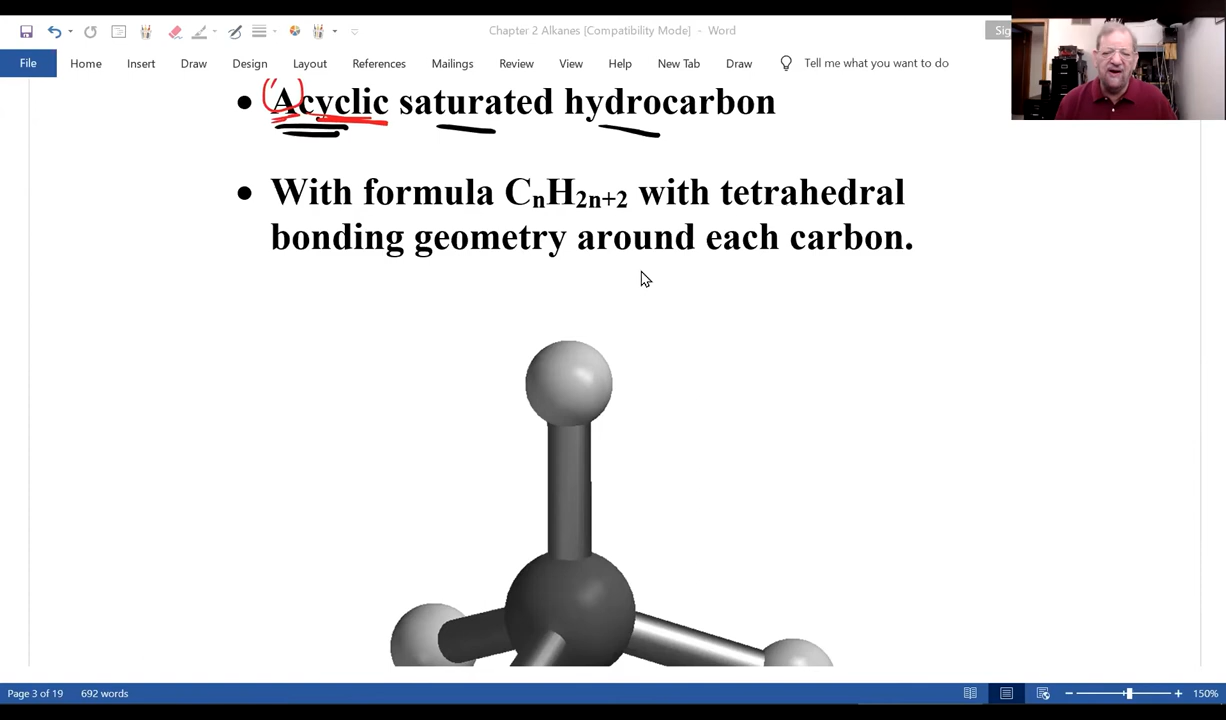 Chapter 2 Alkanes [Compatibility Mode] - Word
Sig
File Home Insert Draw Design Layout References Mailings Review View Help New Tab Draw Tell me what you want to do
• Acyclic saturated hydrocarbon
• With formula CnH2n+2 with tetrahedral
bonding geometry around each carbon.
Page 3 of 19 692 words 150%